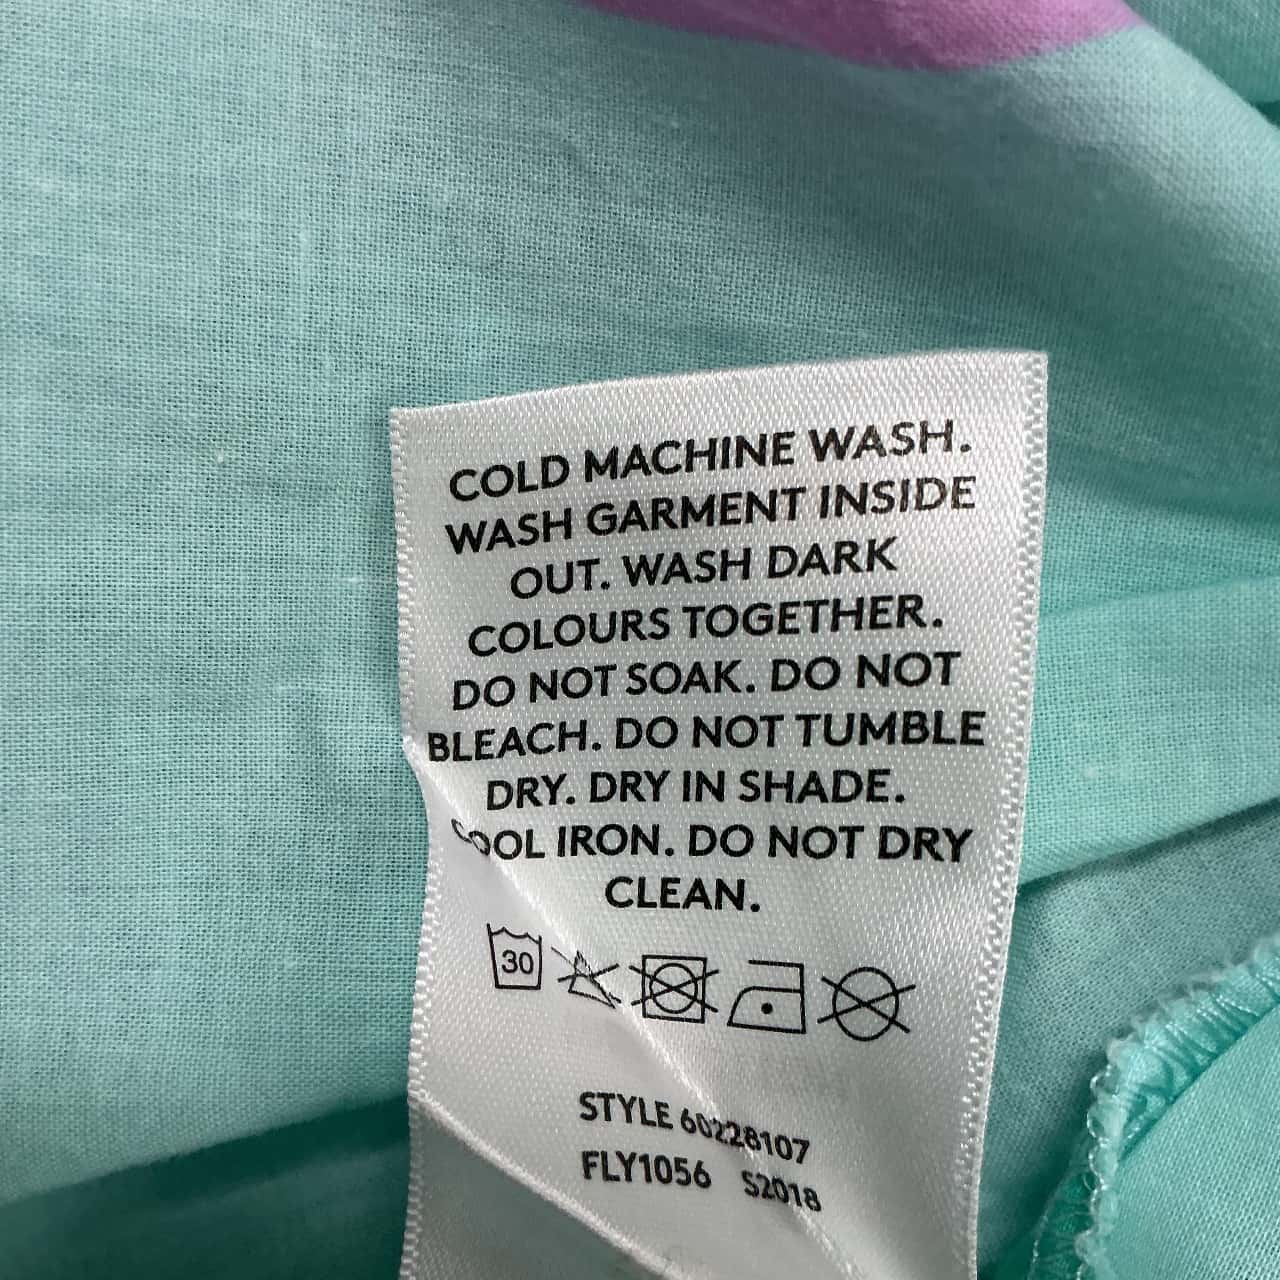 COLD MACHINE WASH.
WASH GARMENT INSIDE
OUT. WASH DARK
COLOURS TOGETHER.
DO NOT SOAK. DO NOT
BLEACH. DO NOT TUMBLE
DRY. DRY IN SHADE.
COOL IRON. DO NOT DRY
CLEAN.
30
STYLE 60228107
FLY1056 S2018